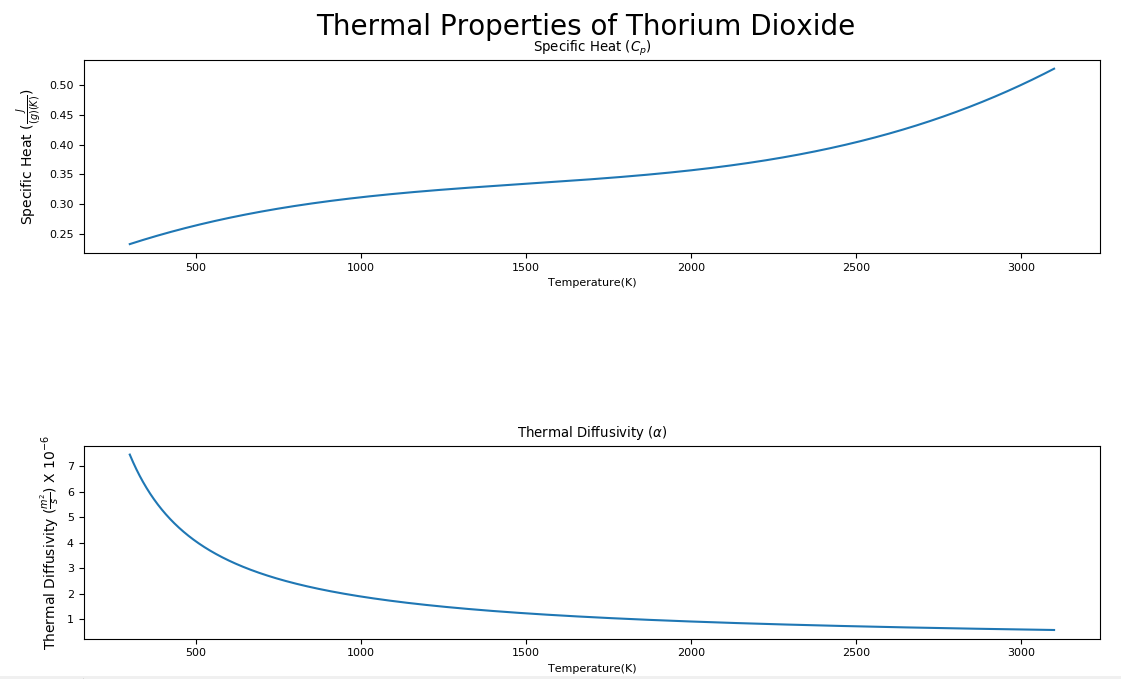 Thermal Properties of Thorium Dioxide
Specific Heat (Cₚ)
Specific Heat (J/(g)(K))
0.50
0.45
0.40
0.35
0.30
0.25
500 1000 1500 2000 2500 3000
Temperature(K)
Thermal Diffusivity (α)
Thermal Diffusivity (m²/s) X 10⁻⁶
7
6
5
4
3
2
1
500 1000 1500 2000 2500 3000
Temperature(K)